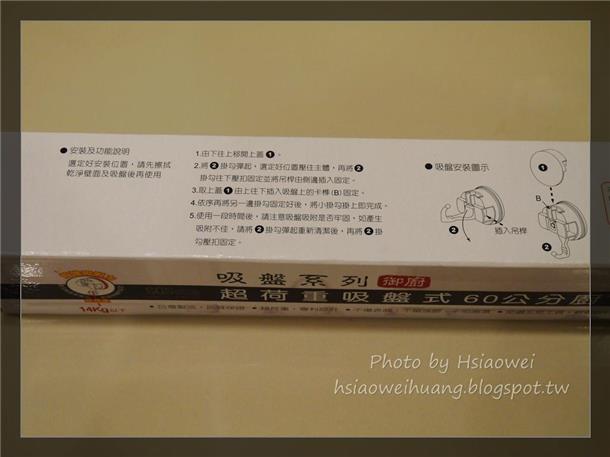 ● 安裝及功能說明
選定好安裝位置，請先擦拭
乾淨壁面及吸盤後再使用
1.由下往上移開上蓋❶。
2.將❷掛勾彈起，選定好位置壓住主體，再將❷
掛勾往下壓扣固定並將吊桿由側邊插入固定。
3.取上蓋❶由上往下插入吸盤上的卡榫(B)固定。
4.依序再將另一邊掛勾固定好後，將小掛勾掛上即完成。
5.使用一段時間後，請注意吸盤吸附是否牢固，如產生
吸附不佳，請將❷掛勾彈起重新清潔後，再將❷掛
勾壓扣固定。
● 吸盤安裝圖示
❶
B
❷
插入吊桿
❷
吸盤系列 御廚
超荷重吸盤式60公分廚
14Kg以下
Photo by Hsiaowei
hsiaoweihuang.blogspot.tw